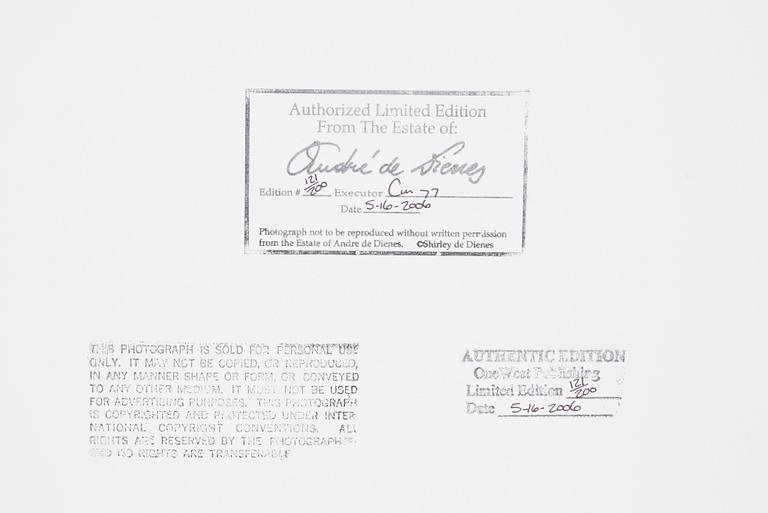 Authorized Limited Edition
From The Estate of:
André de Dienes
Edition # 121/200 Executor
Date 5-16-2006
Photograph not to be reproduced without written permission
from the Estate of Andre de Dienes. ©Shirley de Dienes
THIS PHOTOGRAPH IS SOLD FOR PERSONAL USE
ONLY. IT MAY NOT BE COPIED, OR REPRODUCED,
IN ANY MANNER SHAPE OR FORM, OR CONVEYED
TO ANY OTHER MEDIUM. IT MUST NOT BE USED
FOR ADVERTISING PURPOSES. THIS PHOTOGRAPH
IS COPYRIGHTED AND PROTECTED UNDER INTER-
NATIONAL COPYRIGHT CONVENTIONS. ALL
RIGHTS ARE RESERVED BY THE PHOTOGRAPHER
AND NO RIGHTS ARE TRANSFERABLE
AUTHENTIC EDITION
One West Publishing
Limited Edition 121/200
Date 5-16-2006